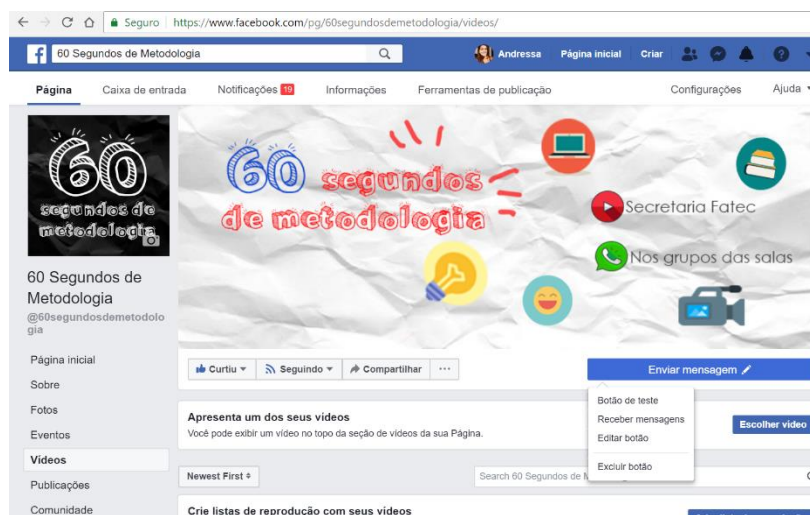 Seguro https://www.facebook.com/pg/60segundosdemetodologia/videos/
60 Segundos de Metodologia Andressa Página inicial Criar
Página Caixa de entrada Notificações 19 Informações Ferramentas de publicação Configurações Ajuda
60
segundos de
metodologia
60 segundos
de metodologia
Secretaria Fatec
Nos grupos das salas
60 Segundos de
Metodologia
@60segundosdemetodolo
gia
Página inicial
Sobre
Fotos
Eventos
Vídeos
Publicações
Comunidade
Curtiu Seguindo Compartilhar ... Enviar mensagem
Botão de teste
Receber mensagens
Editar botão
Excluir botão
Apresenta um dos seus vídeos
Você pode exibir um vídeo no topo da seção de vídeos da sua Página.
Escolher vídeo
Newest First Search 60 Segundos de
Crie listas de reprodução com seus vídeos